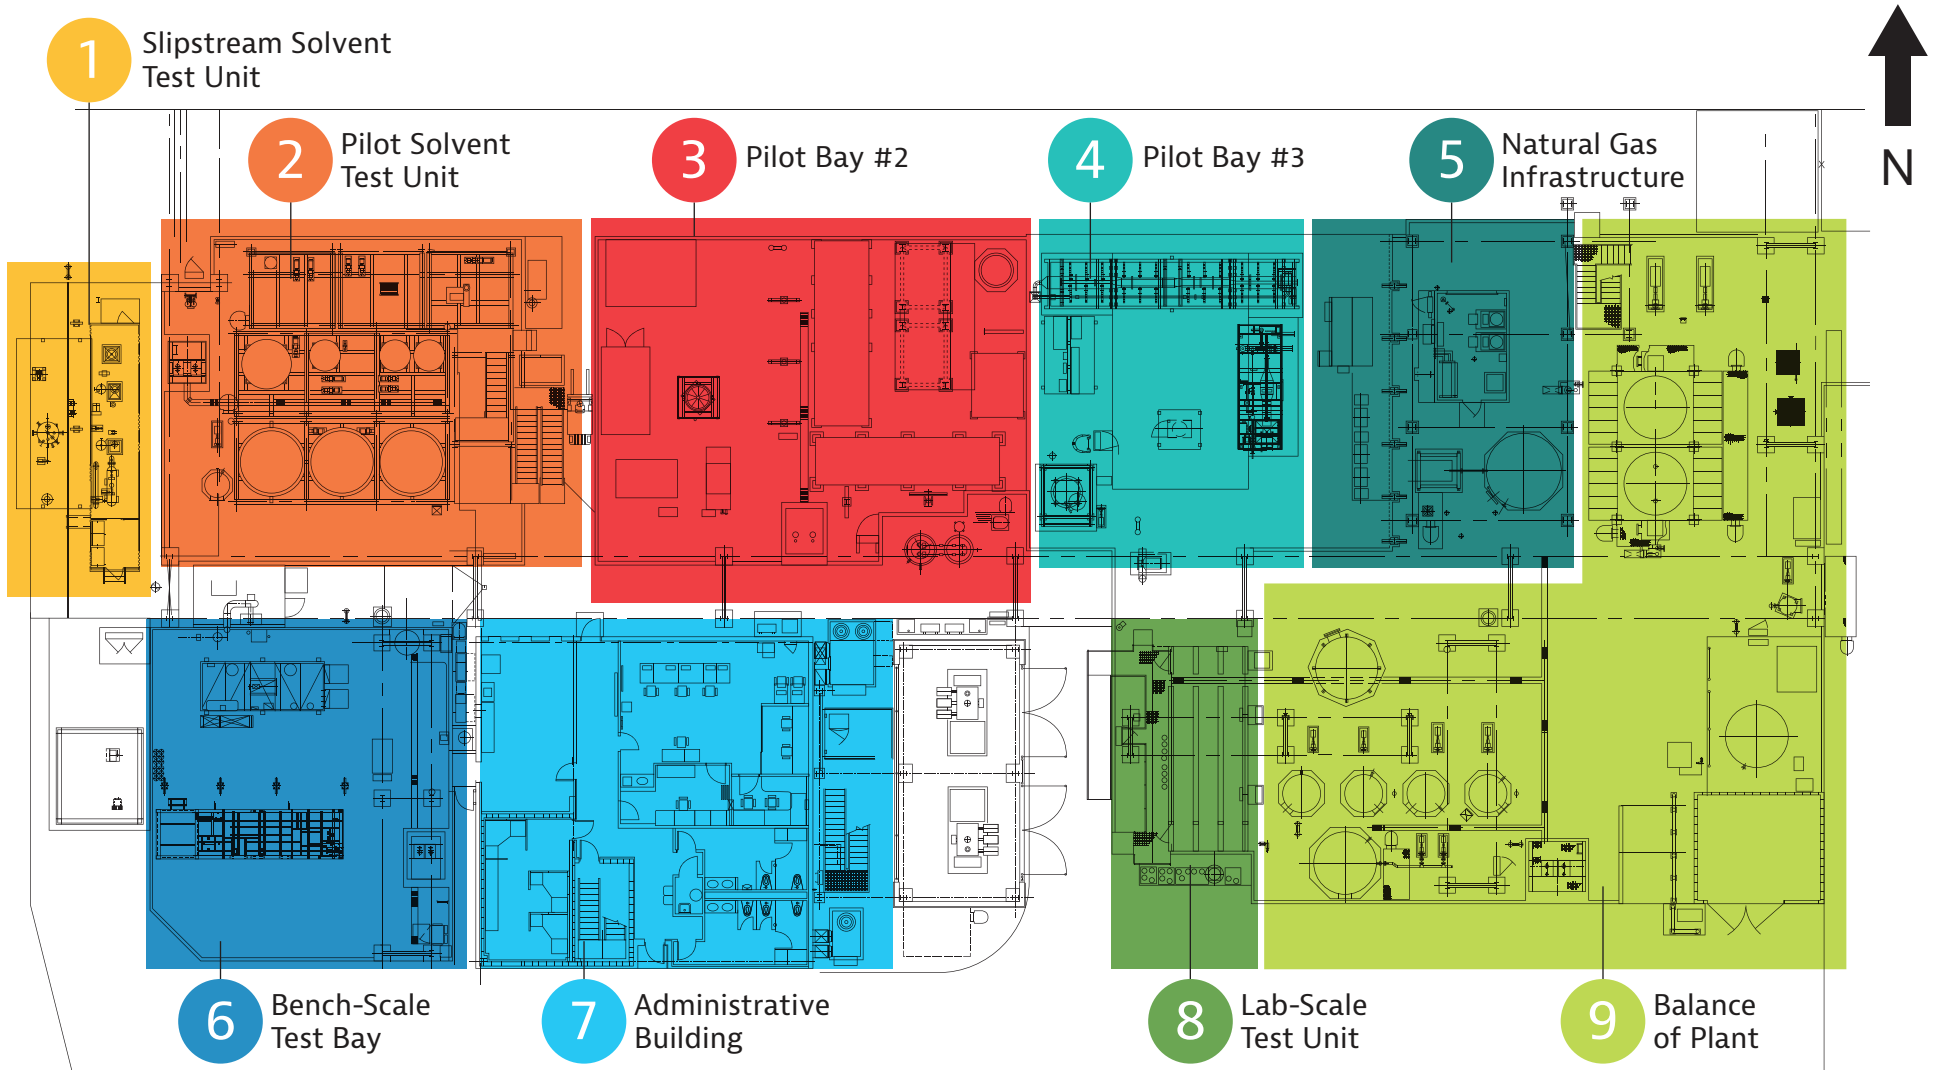 1
Slipstream Solvent
Test Unit
2
Pilot Solvent
Test Unit
3
Pilot Bay #2
4
Pilot Bay #3
5
Natural Gas
Infrastructure
N
6
Bench-Scale
Test Bay
7
Administrative
Building
8
Lab-Scale
Test Unit
9
Balance
of Plant